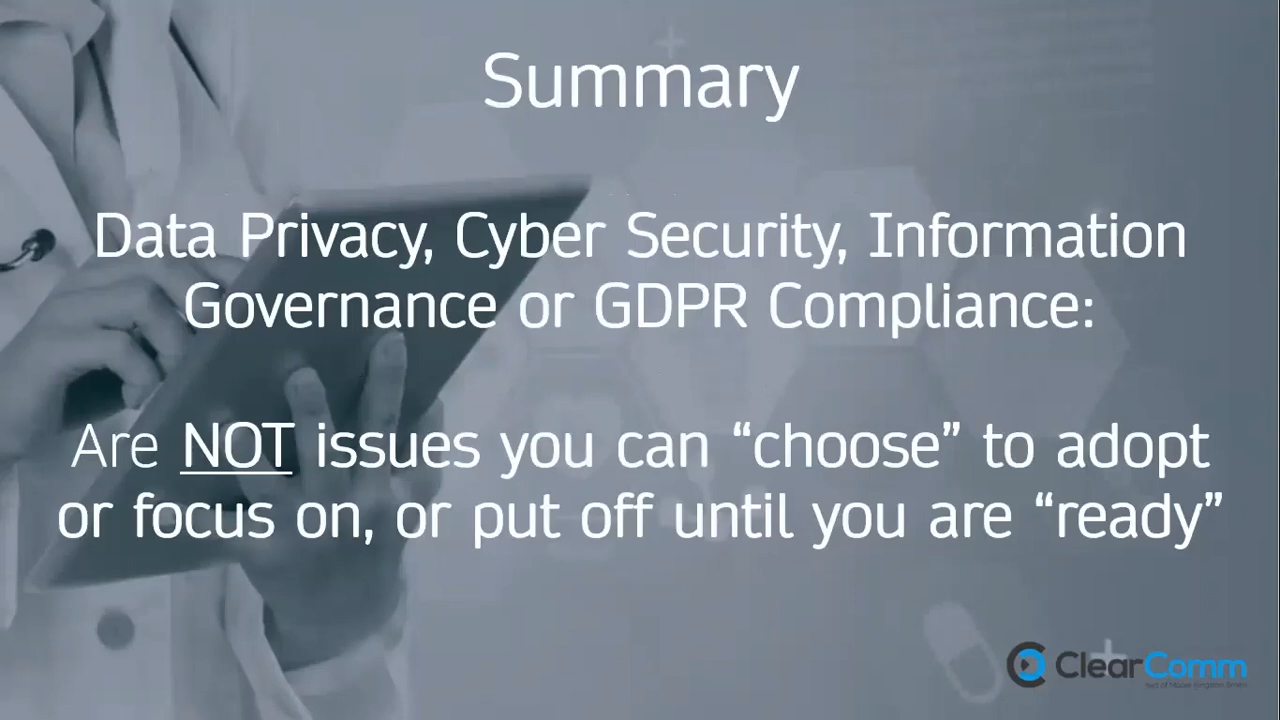 Summary
Data Privacy, Cyber Security, Information
Governance or GDPR Compliance:
Are NOT issues you can “choose” to adopt
or focus on, or put off until you are “ready”
ClearComm